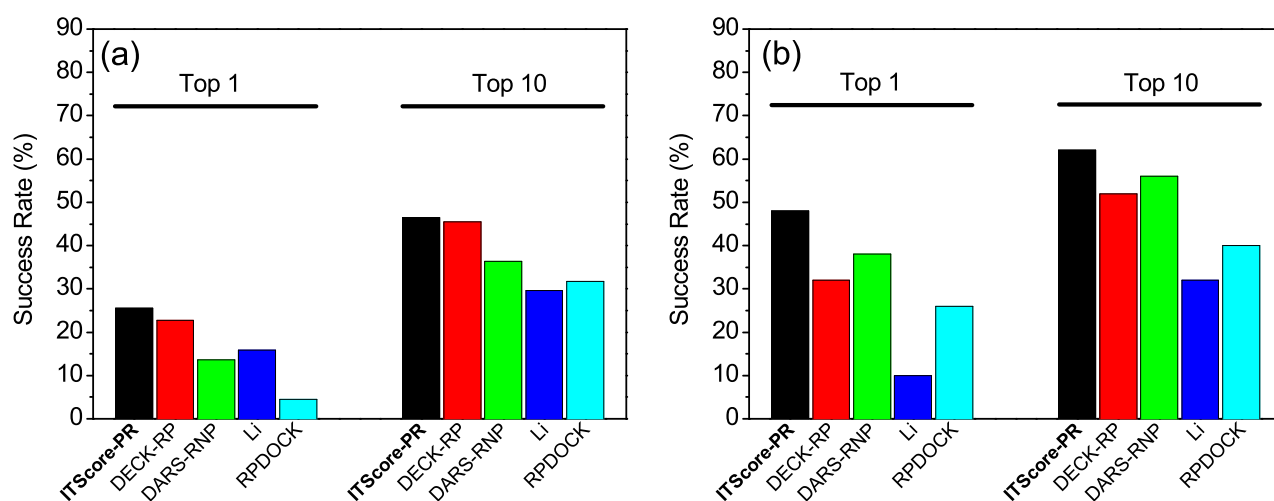 (a)
Top 1
Top 10
Success Rate (%)
90
80
70
60
50
40
30
20
10
0
ITScore-PR
DECK-RP
DARS-RNP
Li
RPDOCK
ITScore-PR
DECK-RP
DARS-RNP
Li
RPDOCK
(b)
Top 1
Top 10
Success Rate (%)
90
80
70
60
50
40
30
20
10
0
ITScore-PR
DECK-RP
DARS-RNP
Li
RPDOCK
ITScore-PR
DECK-RP
DARS-RNP
Li
RPDOCK